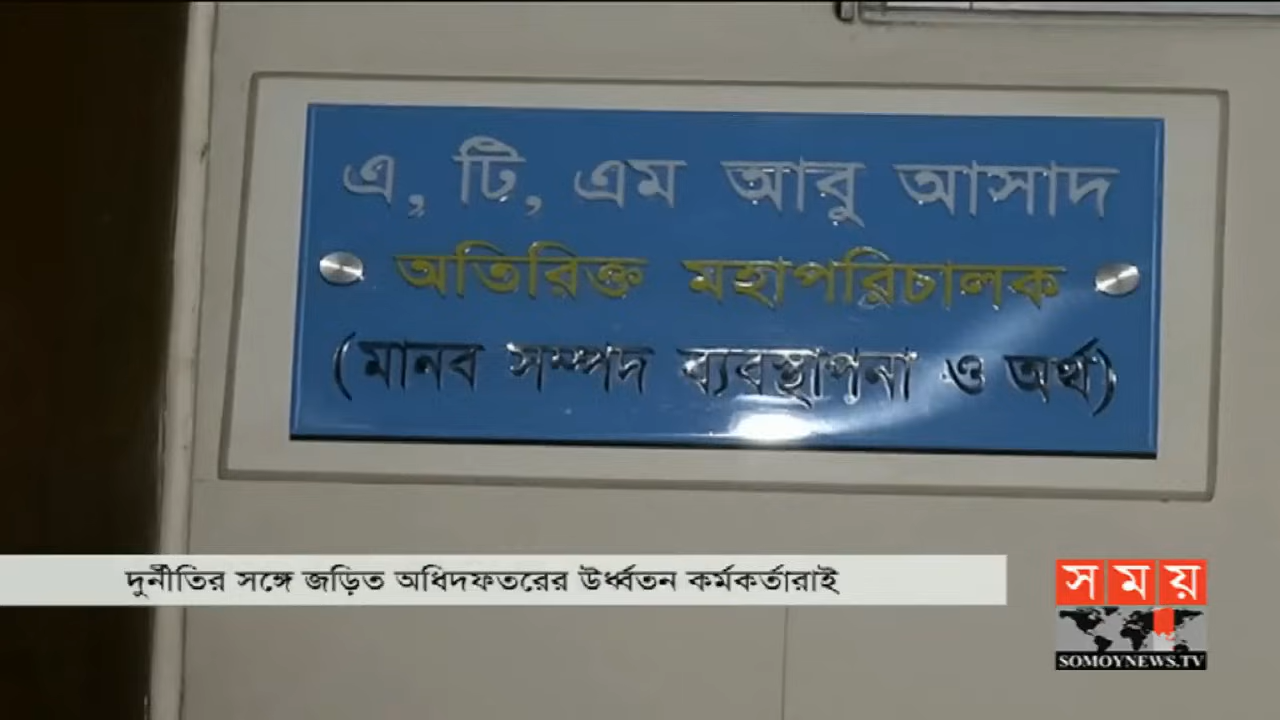 এ, টি, এম আবু আসাদ
অতিরিক্ত মহাপরিচালক
(মানব সম্পদ ব্যবস্থাপনা ও অর্থ)
দুর্নীতির সঙ্গে জড়িত অধিদফতরের উর্ধ্বতন কর্মকর্তারাই
সময়
SOMOYNEWS.TV